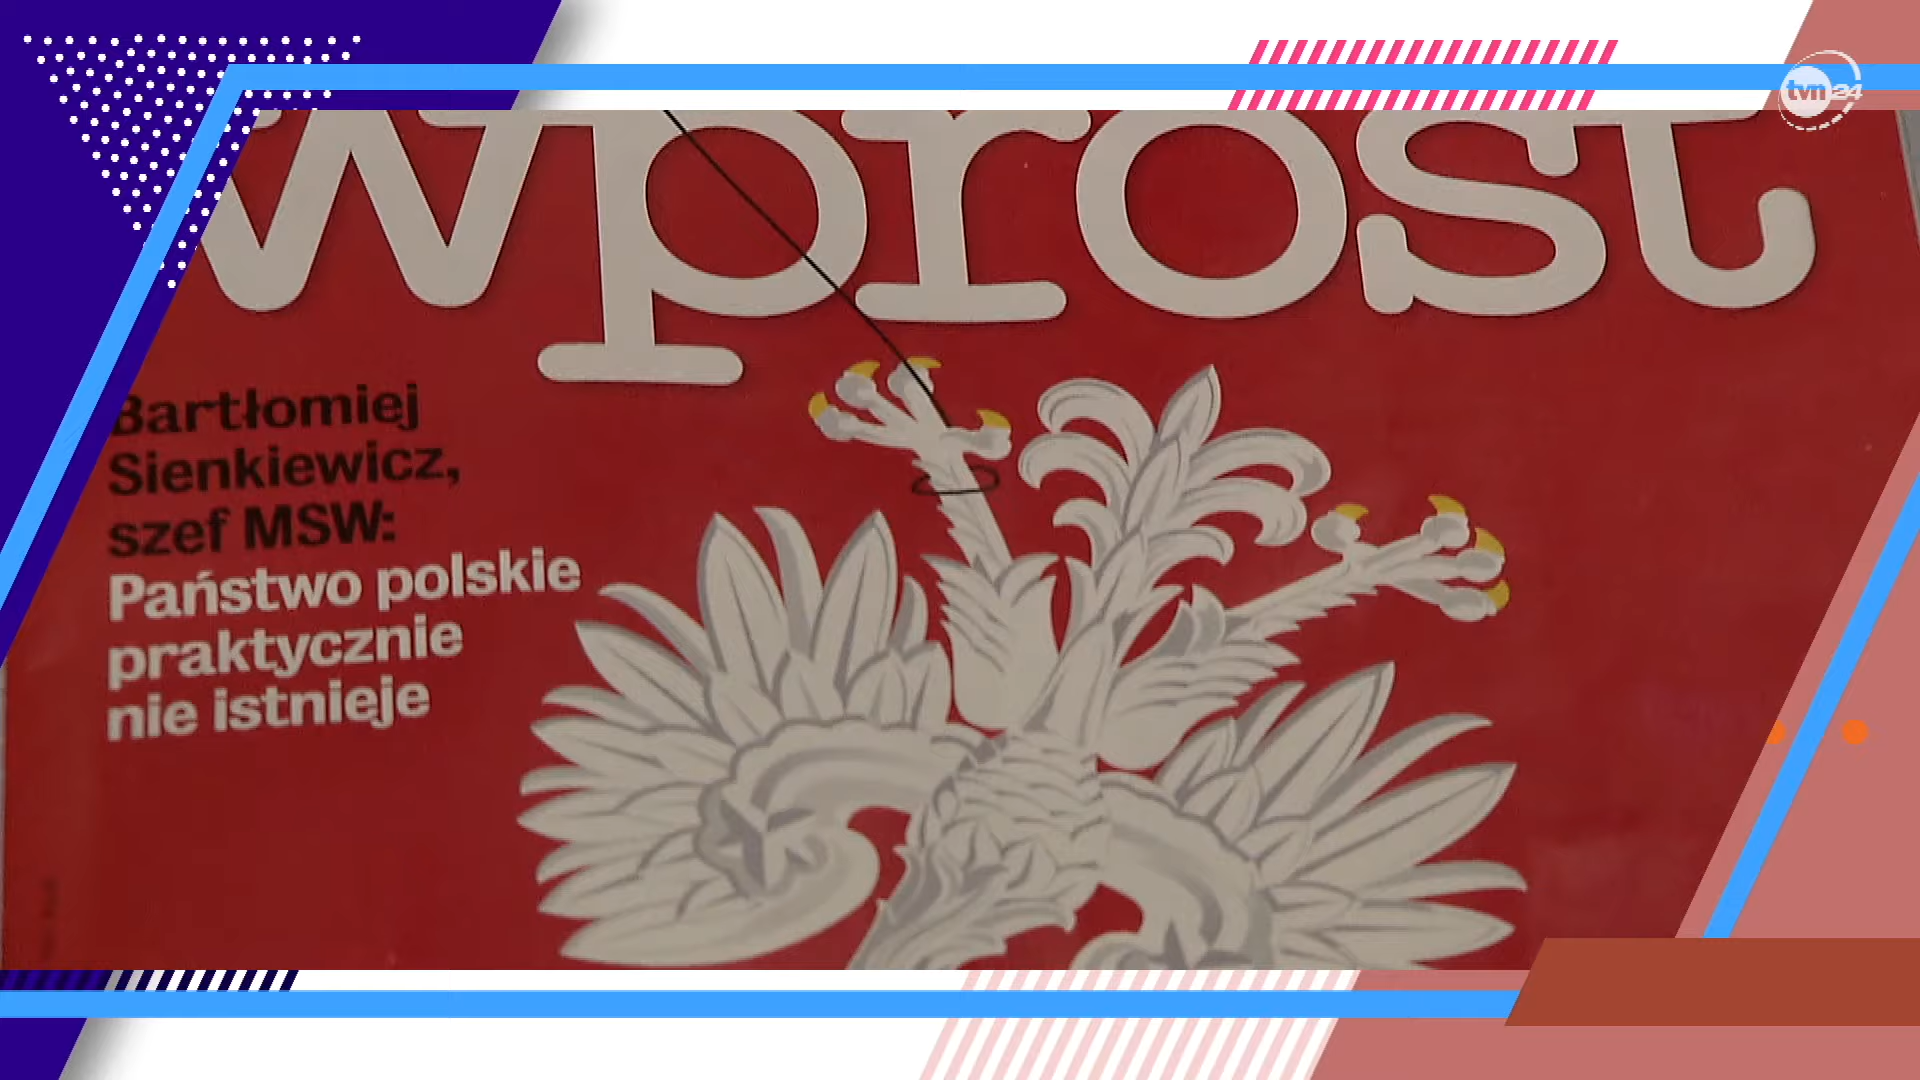 tvn24
wprost
Bartłomiej
Sienkiewicz,
szef MSW:
Państwo polskie
praktycznie
nie istnieje